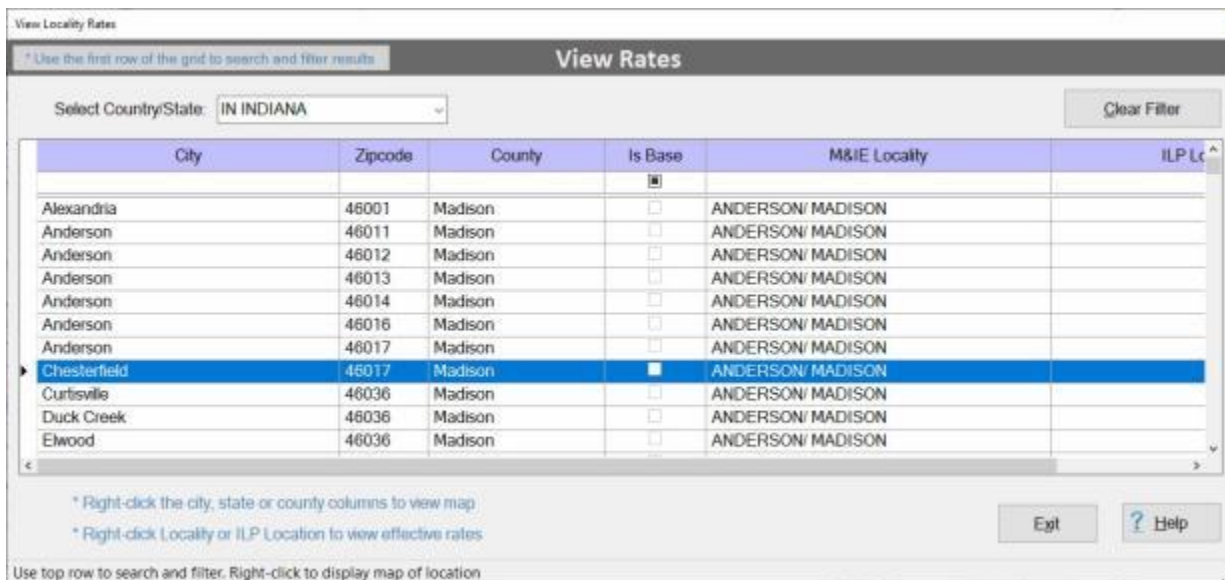 View Locality Rates
* Use the first row of the grid to search and filter results
View Rates
Select Country/State: IN INDIANA
Clear Filter
City Zipcode County Is Base M&IE Locality ILP Lc
Alexandria 46001 Madison ANDERSON/ MADISON
Anderson 46011 Madison ANDERSON/ MADISON
Anderson 46012 Madison ANDERSON/ MADISON
Anderson 46013 Madison ANDERSON/ MADISON
Anderson 46014 Madison ANDERSON/ MADISON
Anderson 46016 Madison ANDERSON/ MADISON
Anderson 46017 Madison ANDERSON/ MADISON
Chesterfield 46017 Madison ANDERSON/ MADISON
Curtisville 46036 Madison ANDERSON/ MADISON
Duck Creek 46036 Madison ANDERSON/ MADISON
Elwood 46036 Madison ANDERSON/ MADISON
* Right-click the city, state or county columns to view map
* Right-click Locality or ILP Location to view effective rates
Exit
? Help
Use top row to search and filter. Right-click to display map of location